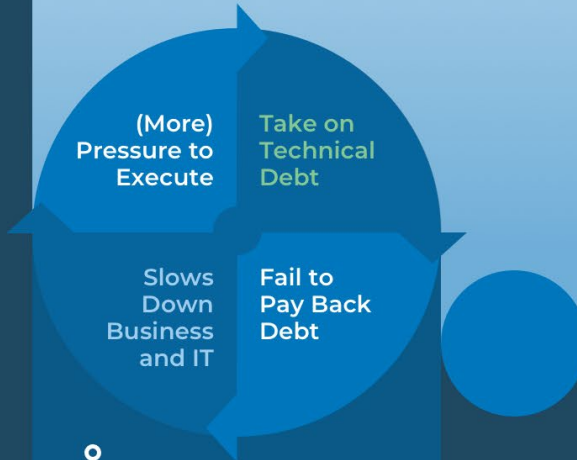 (More)
Pressure to
Execute
Take on
Technical
Debt
Fail to
Pay Back
Debt
Slows
Down
Business
and IT